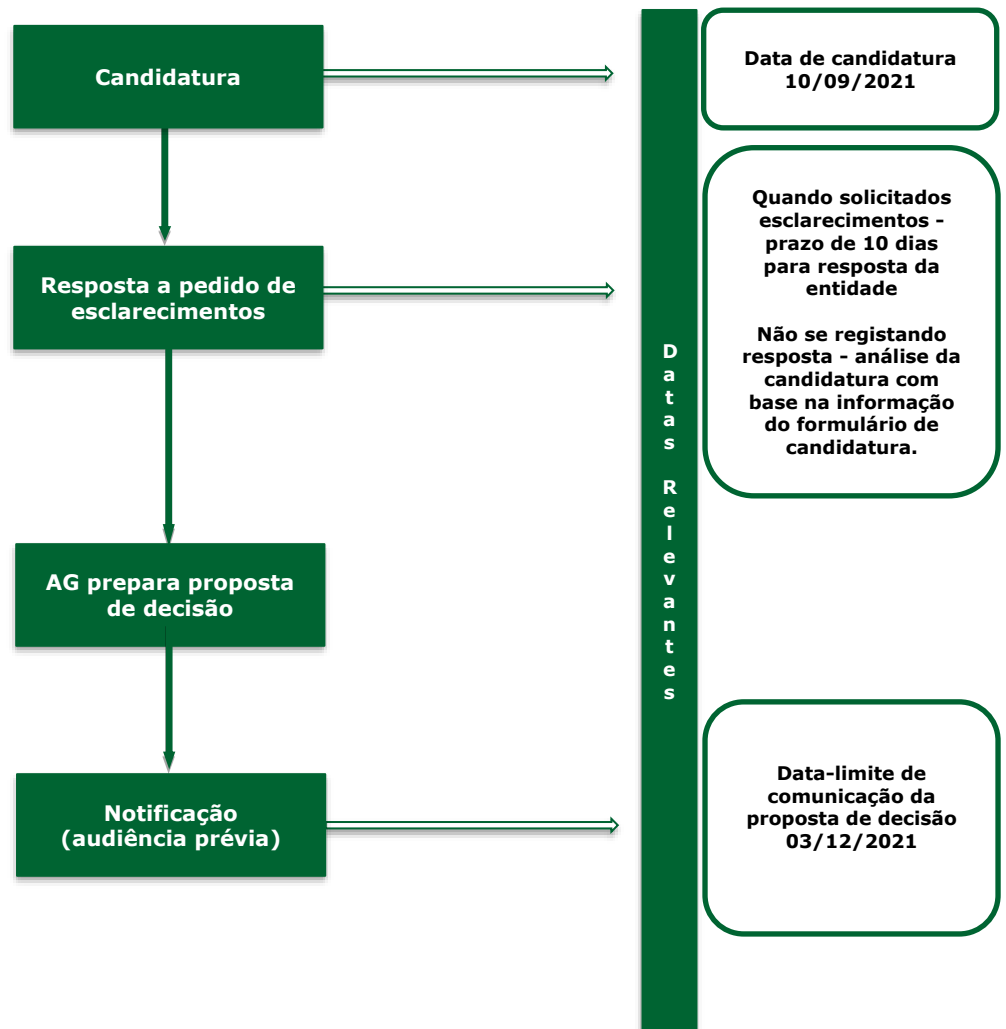 Candidatura
Data de candidatura
10/09/2021
Resposta a pedido de
esclarecimentos
Quando solicitados
esclarecimentos -
prazo de 10 dias
para resposta da
entidade
Não se registando
resposta - análise da
candidatura com
base na informação
do formulário de
candidatura.
Datas Relevantes
AG prepara proposta
de decisão
Notificação
(audiência prévia)
Data-limite de
comunicação da
proposta de decisão
03/12/2021